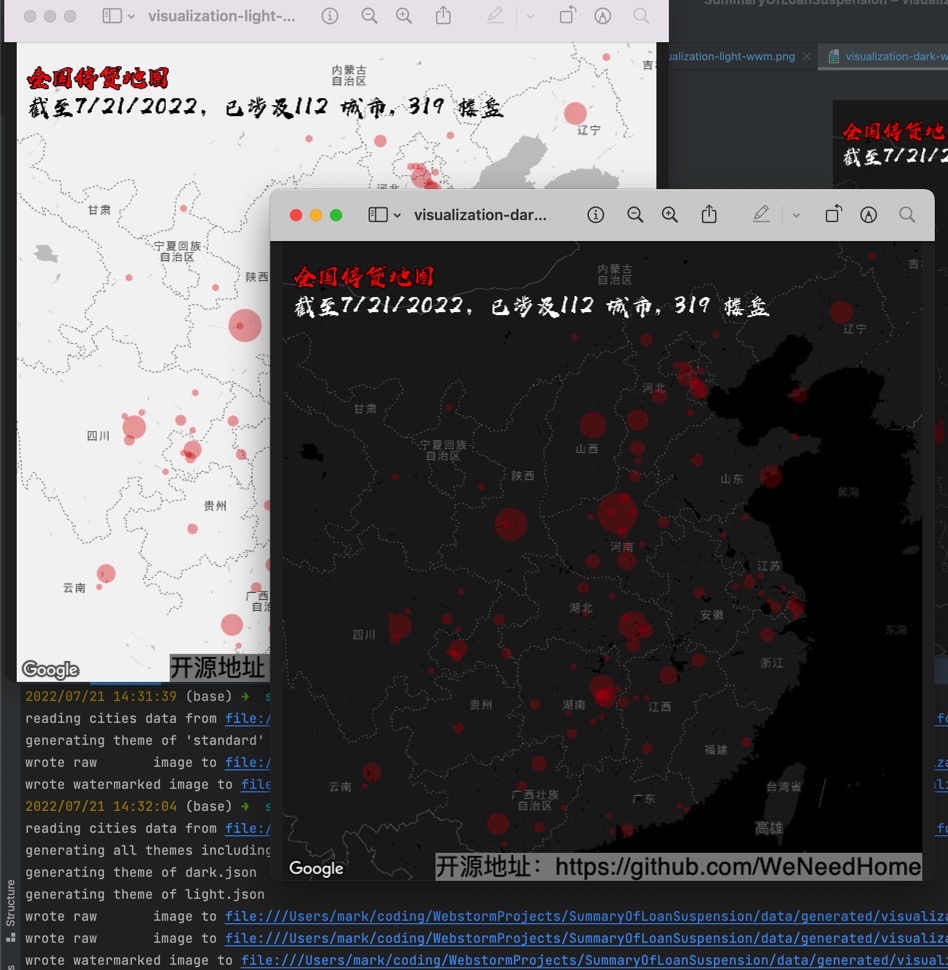 visualization-light-...
全国停贷地图
截至7/21/2022，已涉及112 城市，319 楼盘
内蒙古
自治区
吉
辽宁
河北
甘肃
宁夏回族
自治区
陕西
四川
贵州
云南
广西
自治
Google
开源地址
SummaryOfLoanSuspension – visualiz
ualization-light-wwm.png
visualization-dark-w
全国停贷地
截至7/21/2
visualization-dar...
全国停贷地图
截至7/21/2022，已涉及112 城市，319 楼盘
内蒙古
自治区
吉
辽宁
河北
甘肃
宁夏回族
自治区
山西
陕西
山东
黄海
河南
江苏
安徽
湖北
四川
东海
浙江
贵州
湖南
江西
福建
云南
台湾省
广西壮族
自治区
广东
高雄
Google
开源地址：https://github.com/WeNeedHome
2022/07/21 14:31:39 (base) ➜ s
reading cities data from file:/
generating theme of 'standard'
wrote raw image to file:/
wrote watermarked image to file
2022/07/21 14:32:04 (base) ➜ s
reading cities data from file:/
generating all themes including
generating theme of dark.json
generating theme of light.json
wrote raw image to file:///Users/mark/coding/WebstormProjects/SummaryOfLoanSuspension/data/generated/visualiza
wrote raw image to file:///Users/mark/coding/WebstormProjects/SummaryOfLoanSuspension/data/generated/visualiza
wrote watermarked image to file:///Users/mark/coding/WebstormProjects/SummaryOfLoanSuspension/data/generated/visual
Structure